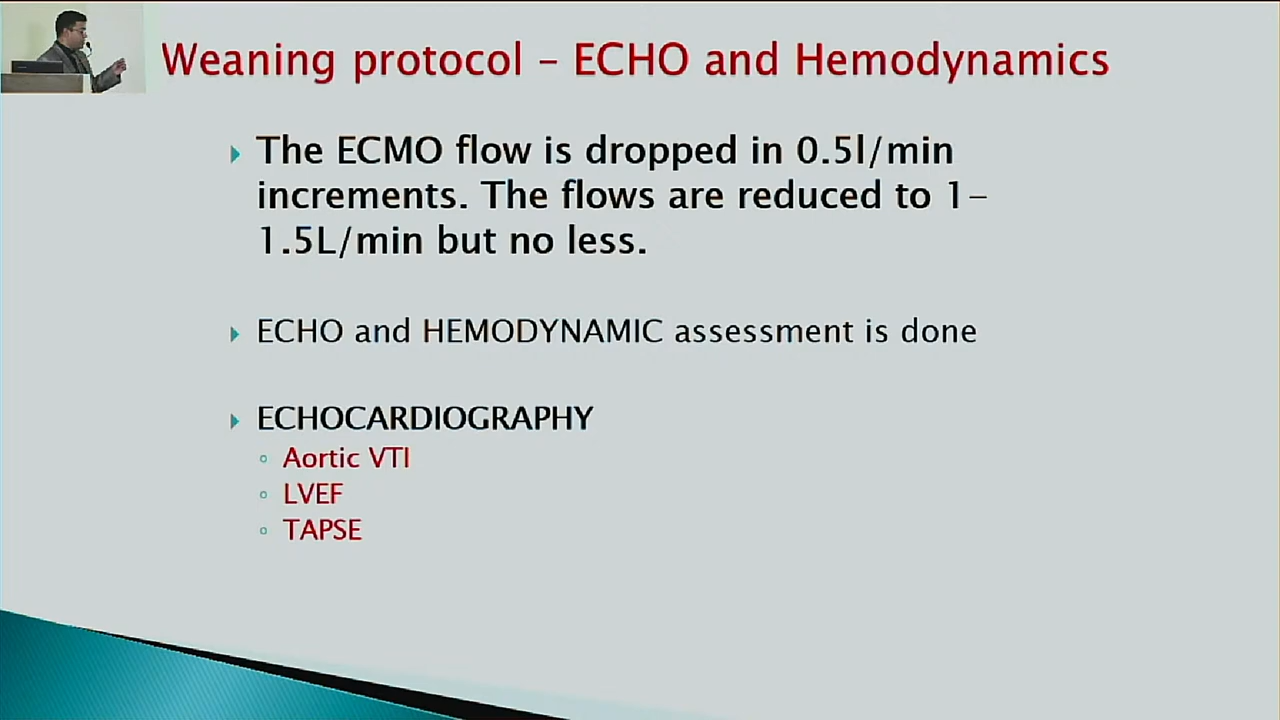 Weaning protocol – ECHO and Hemodynamics
The ECMO flow is dropped in 0.5l/min
increments. The flows are reduced to 1-
1.5L/min but no less.
ECHO and HEMODYNAMIC assessment is done
ECHOCARDIOGRAPHY
Aortic VTI
LVEF
TAPSE